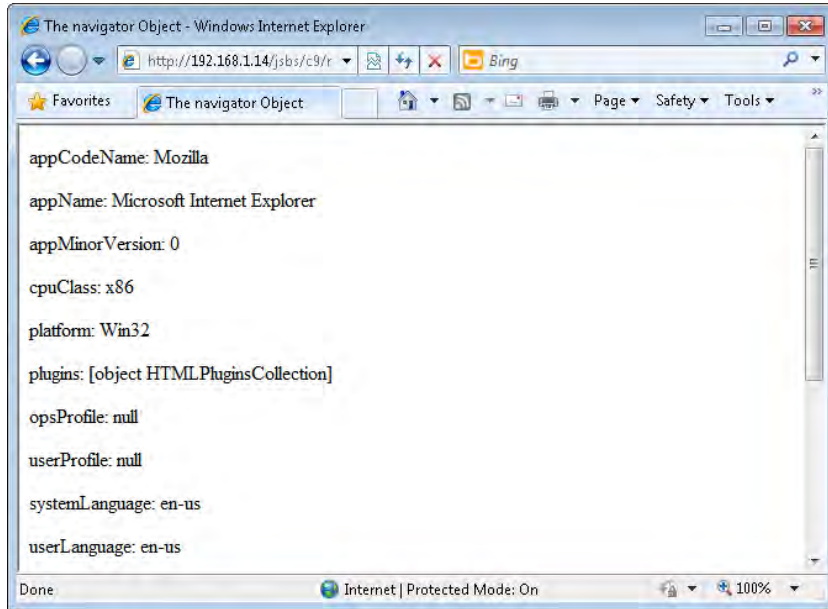 The navigator Object - Windows Internet Explorer
http://192.168.1.14/jsbs/c9/r
Bing
Favorites
The navigator Object
Page
Safety
Tools
appCodeName: Mozilla
appName: Microsoft Internet Explorer
appMinorVersion: 0
cpuClass: x86
platform: Win32
plugins: [object HTMLPluginsCollection]
opsProfile: null
userProfile: null
systemLanguage: en-us
userLanguage: en-us
Done
Internet | Protected Mode: On
100%